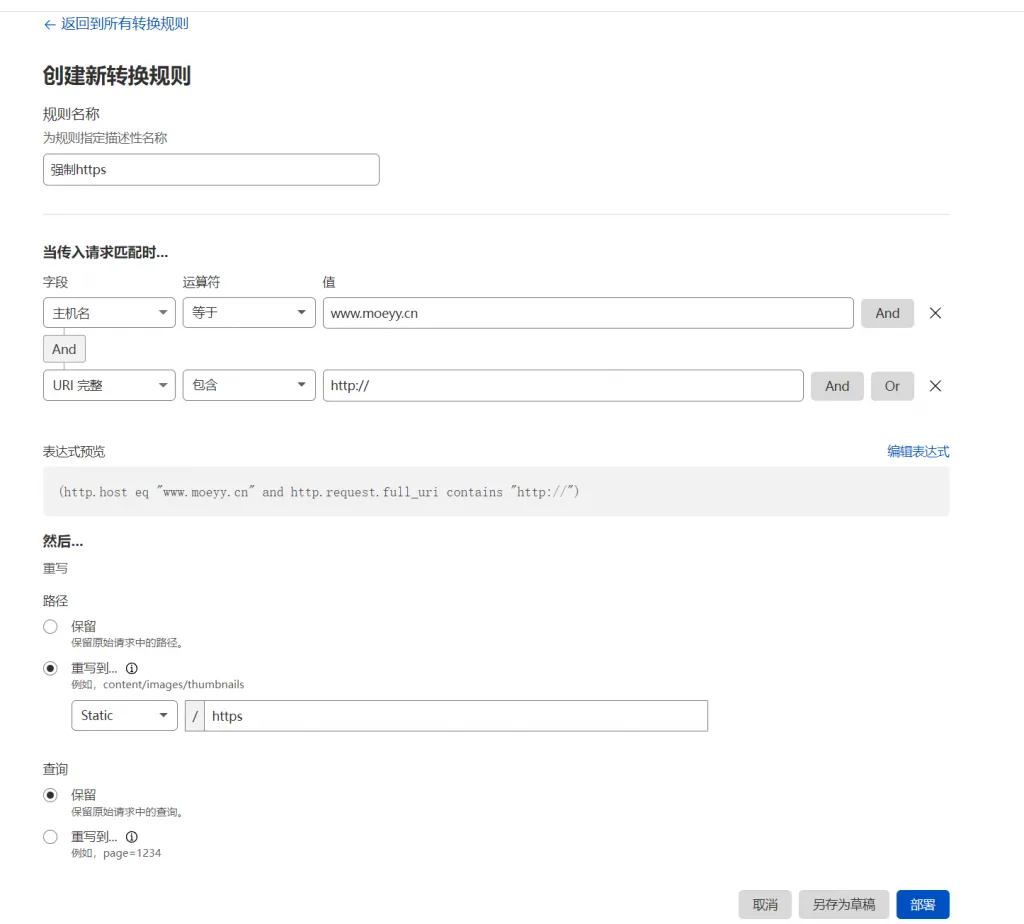 ← 返回到所有转换规则
创建新转换规则
规则名称
为规则指定描述性名称
强制https
当传入请求匹配时...
字段 运算符 值
主机名 等于 www.moeyy.cn And
And
URI 完整 包含 http:// And Or
表达式预览 编辑表达式
(http.host eq "www.moeyy.cn" and http.request.full_uri contains "http://")
然后...
重写
路径
保留
保留原始请求中的路径。
重写到...
例如，content/images/thumbnails
Static / https
查询
保留
保留原始请求中的查询。
重写到...
例如，page=1234
取消 另存为草稿 部署